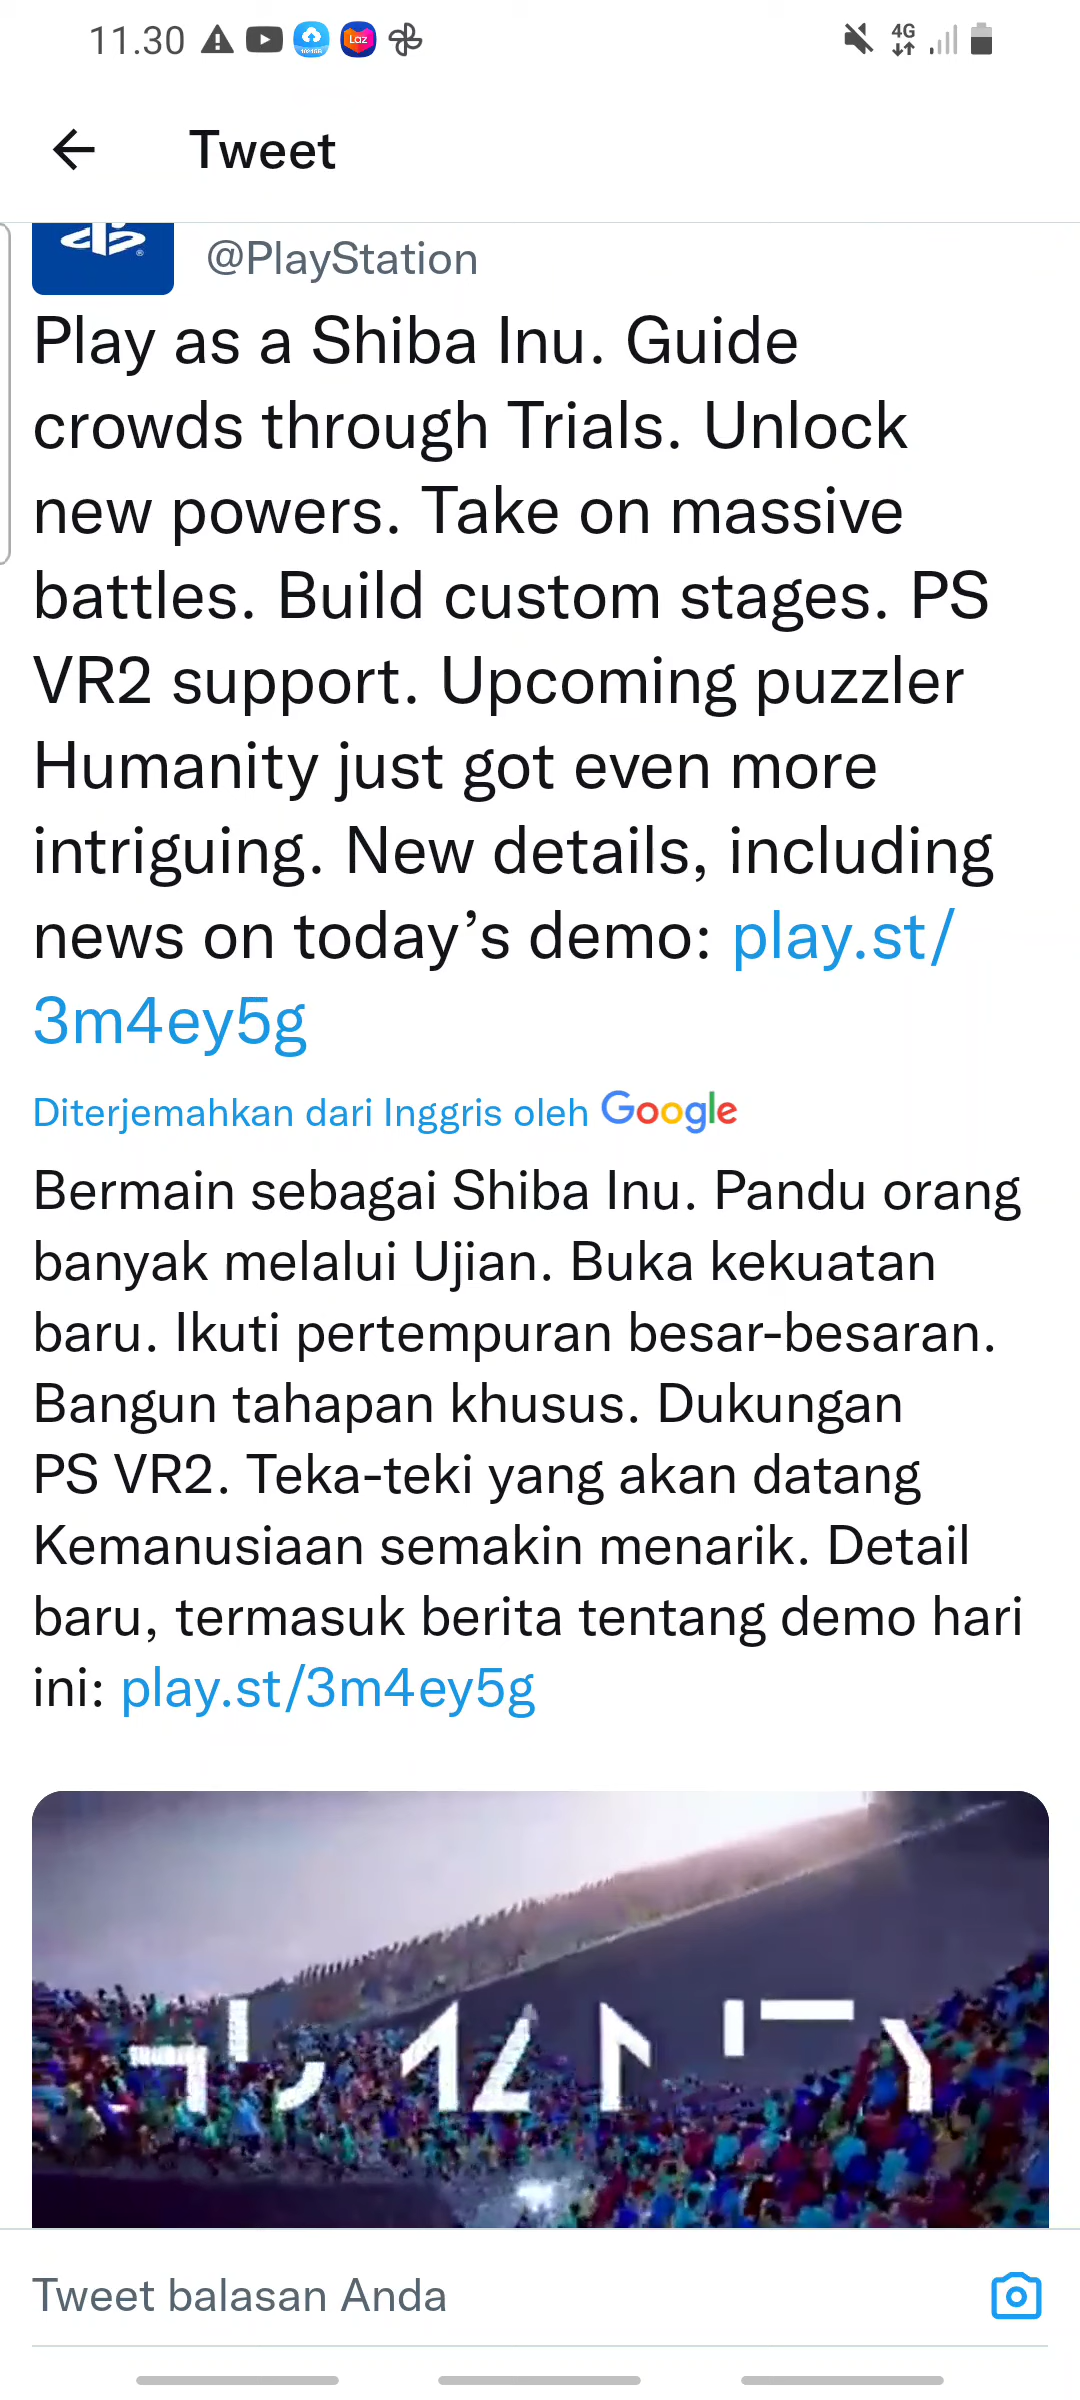 11.30
Laz
4G
Tweet
@PlayStation
Play as a Shiba Inu. Guide
crowds through Trials. Unlock
new powers. Take on massive
battles. Build custom stages. PS
VR2 support. Upcoming puzzler
Humanity just got even more
intriguing. New details, including
news on today’s demo: play.st/
3m4ey5g
Diterjemahkan dari Inggris oleh Google
Bermain sebagai Shiba Inu. Pandu orang
banyak melalui Ujian. Buka kekuatan
baru. Ikuti pertempuran besar-besaran.
Bangun tahapan khusus. Dukungan
PS VR2. Teka-teki yang akan datang
Kemanusiaan semakin menarik. Detail
baru, termasuk berita tentang demo hari
ini: play.st/3m4ey5g
Tweet balasan Anda